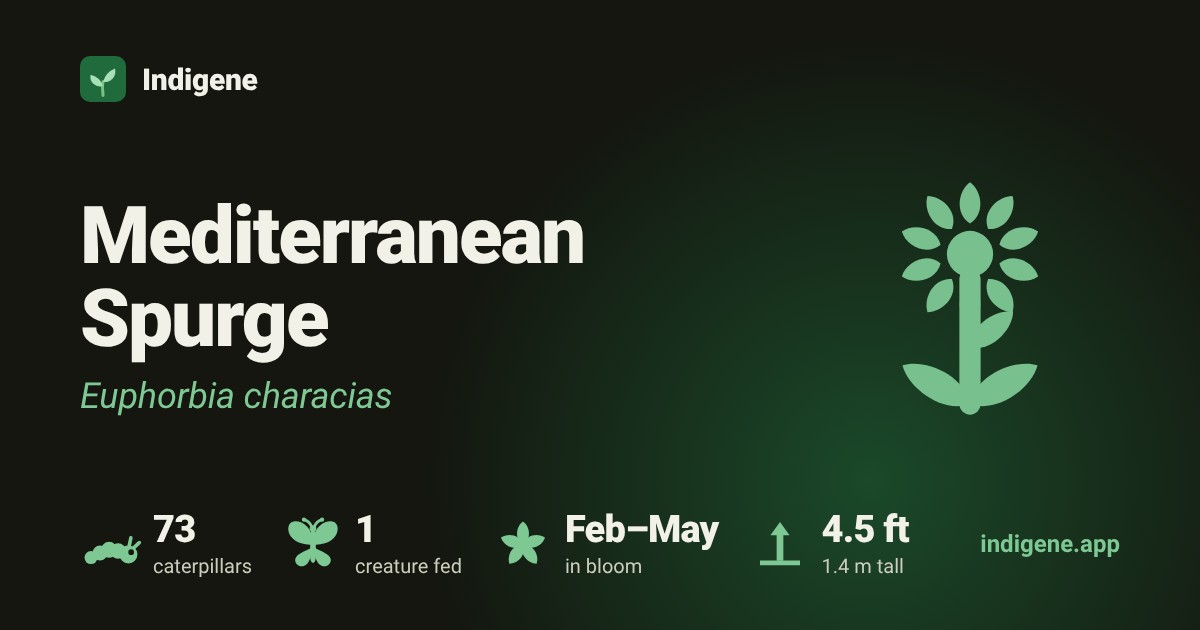 Indigene
Mediterranean
Spurge
Euphorbia characias
73
caterpillars
1
creature fed
Feb–May
in bloom
4.5 ft
1.4 m tall
indigene.app